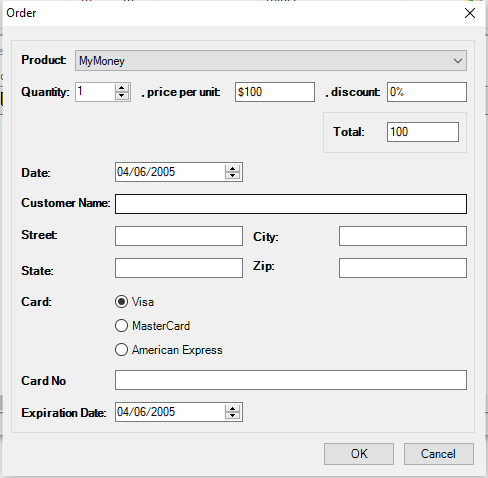 Order
Product: MyMoney
Quantity: 1 , price per unit: $100 , discount: 0%
Total: 100
Date: 04/06/2005
Customer Name:
Street: City:
State: Zip:
Card: Visa
MasterCard
American Express
Card No
Expiration Date: 04/06/2005
OK Cancel